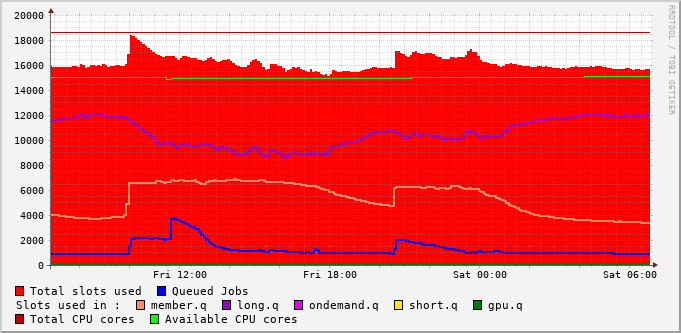 20000
18000
16000
14000
12000
10000
8000
6000
4000
2000
0
Fri 12:00 Fri 18:00 Sat 00:00 Sat 06:00
Total slots used Queued Jobs
Slots used in : member.q long.q ondemand.q short.q gpu.q
Total CPU cores Available CPU cores
RRDTOOL / TOBI OETIKER